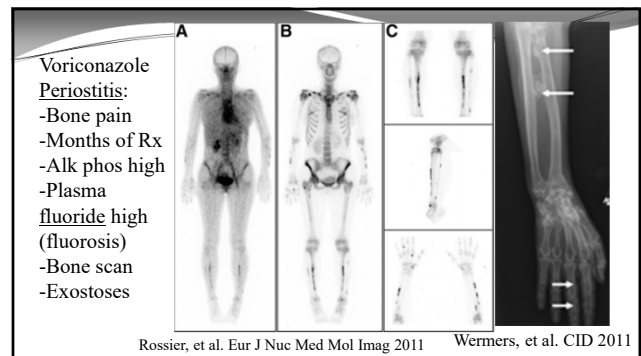 Voriconazole
Periostitis:
-Bone pain
-Months of Rx
-Alk phos high
-Plasma
fluoride high
(fluorosis)
-Bone scan
-Exostoses
A
B
C
Rossier, et al. Eur J Nuc Med Mol Imag 2011
Wermers, et al. CID 2011